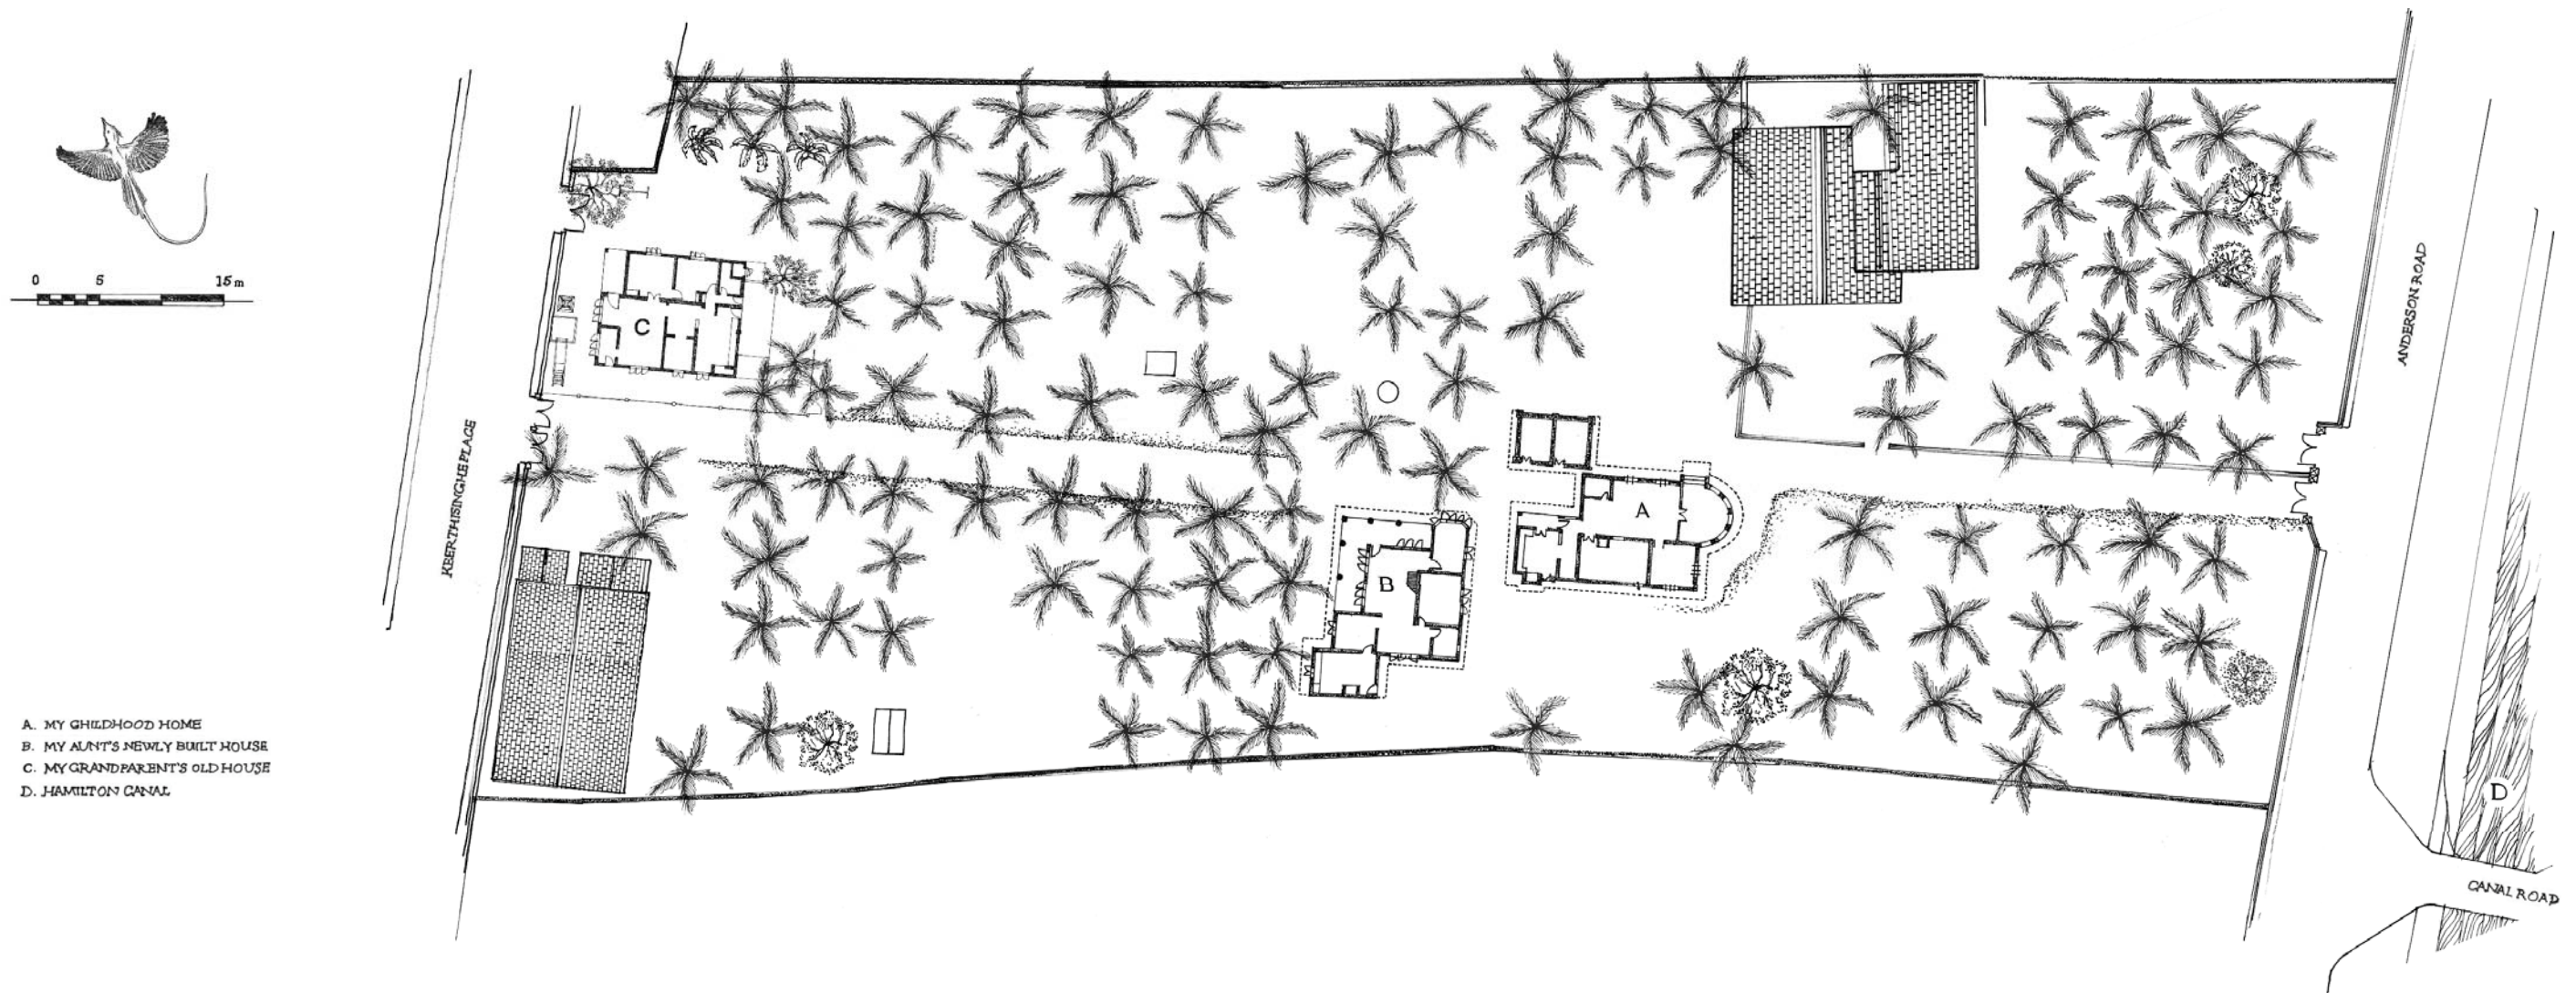 0 5 15 m
A. MY CHILDHOOD HOME
B. MY AUNT'S NEWLY BUILT HOUSE
C. MY GRANDPARENT'S OLD HOUSE
D. HAMILTON CANAL
KEERTHISINGHE PLACE
C
B
A
ANDERSON ROAD
D
CANAL ROAD